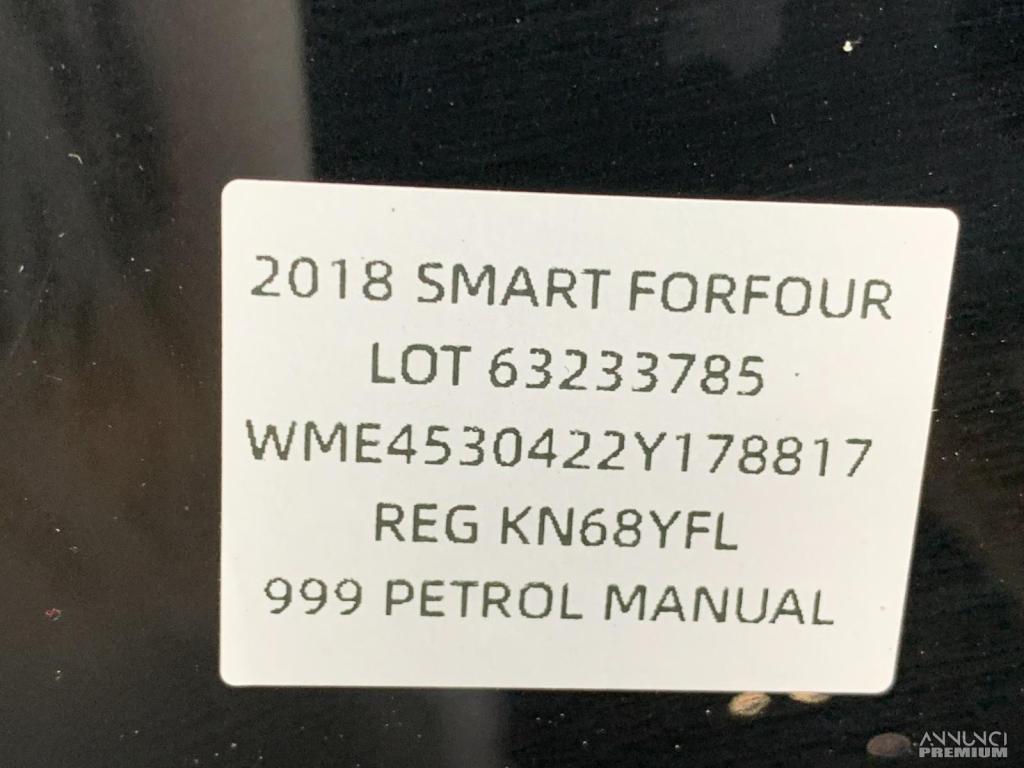 2018 SMART FORFOUR
LOT 63233785
WME4530422Y178817
REG KN68YFL
999 PETROL MANUAL
ANNUNCI
PREMIUM